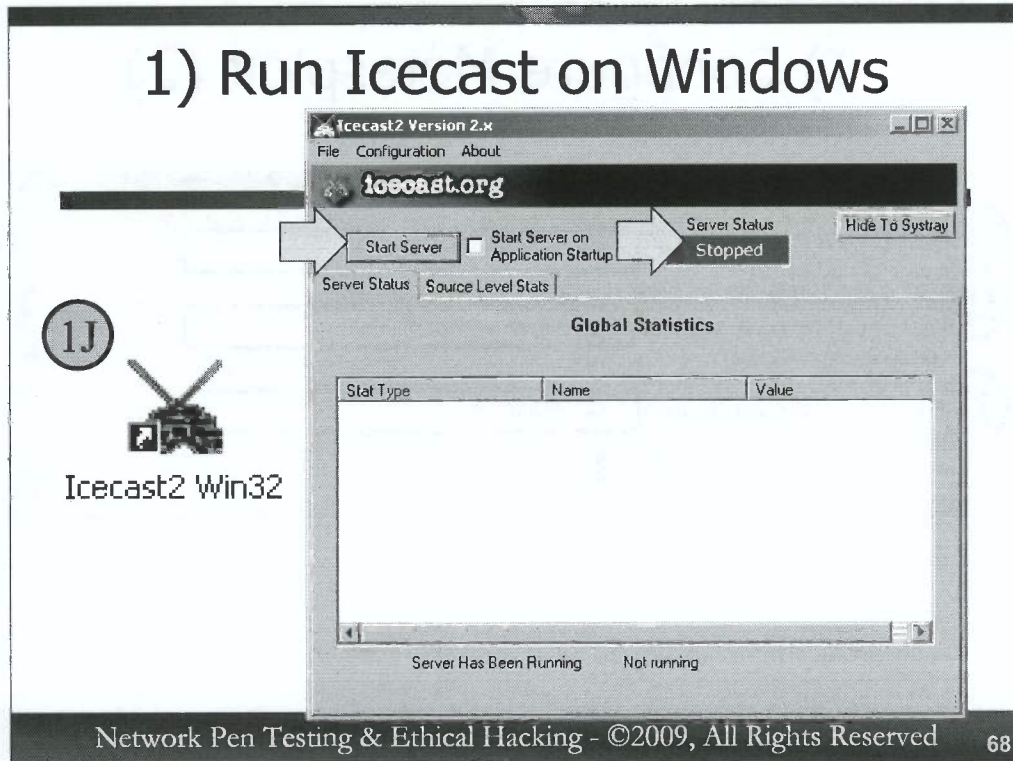 1) Run Icecast on Windows
Icecast2 Version 2.x
File Configuration About
icecast.org
Start Server
Start Server on
Application Startup
Server Status
Stopped
Hide To Systray
Server Status Source Level Stats
Global Statistics
1J
Stat Type Name Value
Icecast2 Win32
Server Has Been Running Not running
Network Pen Testing & Ethical Hacking - ©2009, All Rights Reserved 68